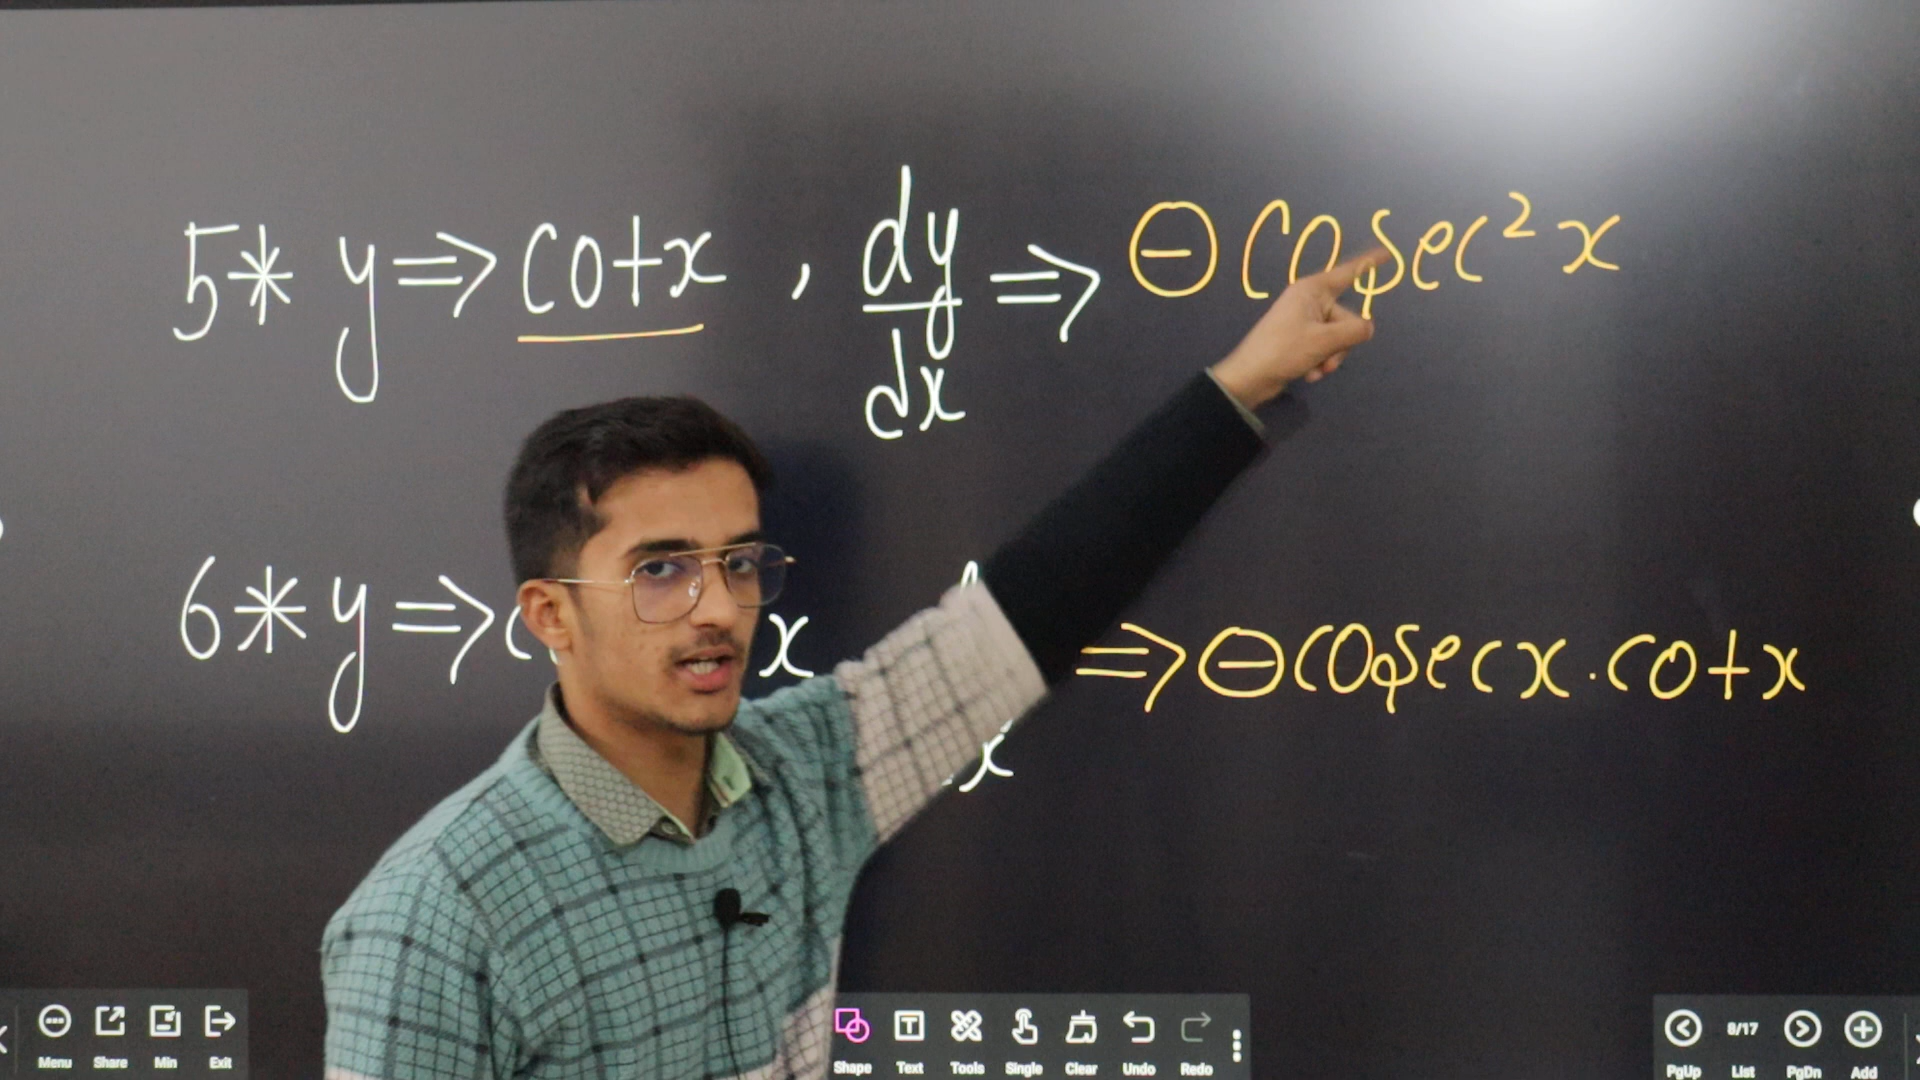 5* y ⇒ cotx , dy/dx ⇒ ⊖ cosec² x
6* y ⇒ x ⇒ ⊖ cosecx.cotx
Menu Share Min Exit
Shape Text Tools Single Clear Undo Redo
8/17
PgUp List PgDn Add